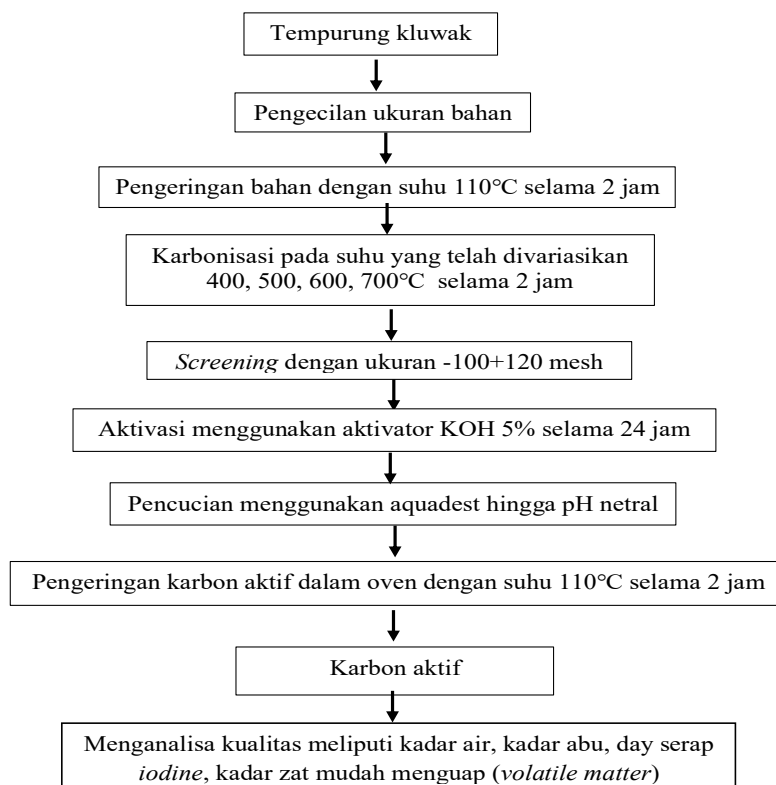 Tempurung kluwak
Pengecilan ukuran bahan
Pengeringan bahan dengan suhu 110°C selama 2 jam
Karbonisasi pada suhu yang telah divariasikan
400, 500, 600, 700°C selama 2 jam
Screening dengan ukuran -100+120 mesh
Aktivasi menggunakan aktivator KOH 5% selama 24 jam
Pencucian menggunakan aquadest hingga pH netral
Pengeringan karbon aktif dalam oven dengan suhu 110°C selama 2 jam
Karbon aktif
Menganalisa kualitas meliputi kadar air, kadar abu, day serap
iodine, kadar zat mudah menguap (volatile matter)